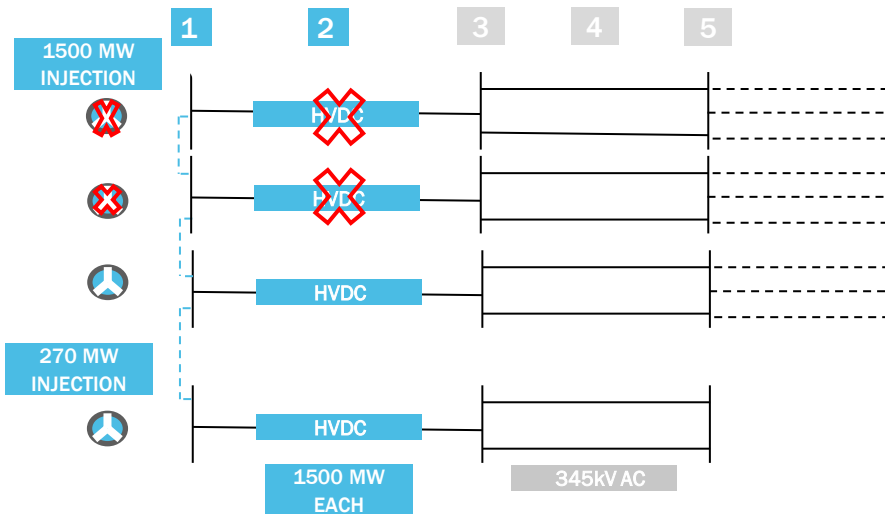 1
2
3
4
5
1500 MW
INJECTION
HVDC
HVDC
HVDC
270 MW
INJECTION
HVDC
1500 MW
EACH
345kV AC